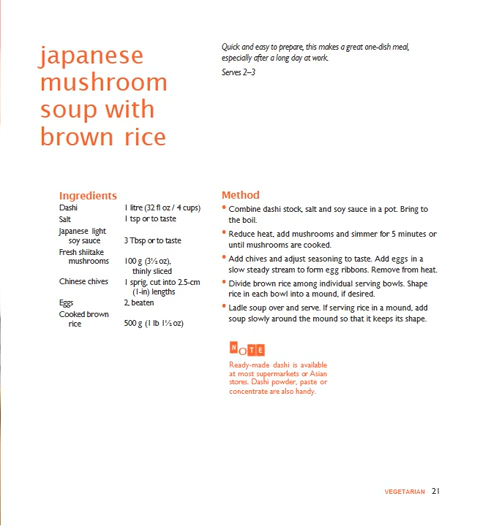 japanese
mushroom
soup with
brown rice
Quick and easy to prepare, this makes a great one-dish meal,
especially after a long day at work.
Serves 2–3
Ingredients
Dashi 1 litre (32 fl oz / 4 cups)
Salt 1 tsp or to taste
Japanese light
soy sauce 3 Tbsp or to taste
Fresh shiitake
mushrooms 100 g (3½ oz),
thinly sliced
Chinese chives 1 sprig, cut into 2.5-cm
(1-in) lengths
Eggs 2, beaten
Cooked brown
rice 500 g (1 lb 1½ oz)
Method
• Combine dashi stock, salt and soy sauce in a pot. Bring to
the boil.
• Reduce heat, add mushrooms and simmer for 5 minutes or
until mushrooms are cooked.
• Add chives and adjust seasoning to taste. Add eggs in a
slow steady stream to form egg ribbons. Remove from heat.
• Divide brown rice among individual serving bowls. Shape
rice in each bowl into a mound, if desired.
• Ladle soup over and serve. If serving rice in a mound, add
soup slowly around the mound so that it keeps its shape.
NOTE
Ready-made dashi is available
at most supermarkets or Asian
stores. Dashi powder, paste or
concentrate are also handy.
VEGETARIAN 21